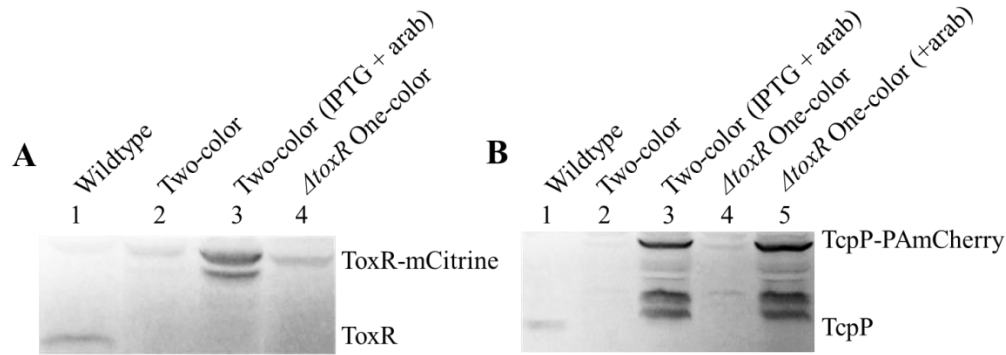 A
Wildtype
Two-color
Two-color (IPTG + arab)
ΔtoxR One-color
1 2 3 4
ToxR-mCitrine
ToxR
B
Wildtype
Two-color
Two-color (IPTG + arab)
ΔtoxR One-color
ΔtoxR One-color (+arab)
1 2 3 4 5
TcpP-PAmCherry
TcpP